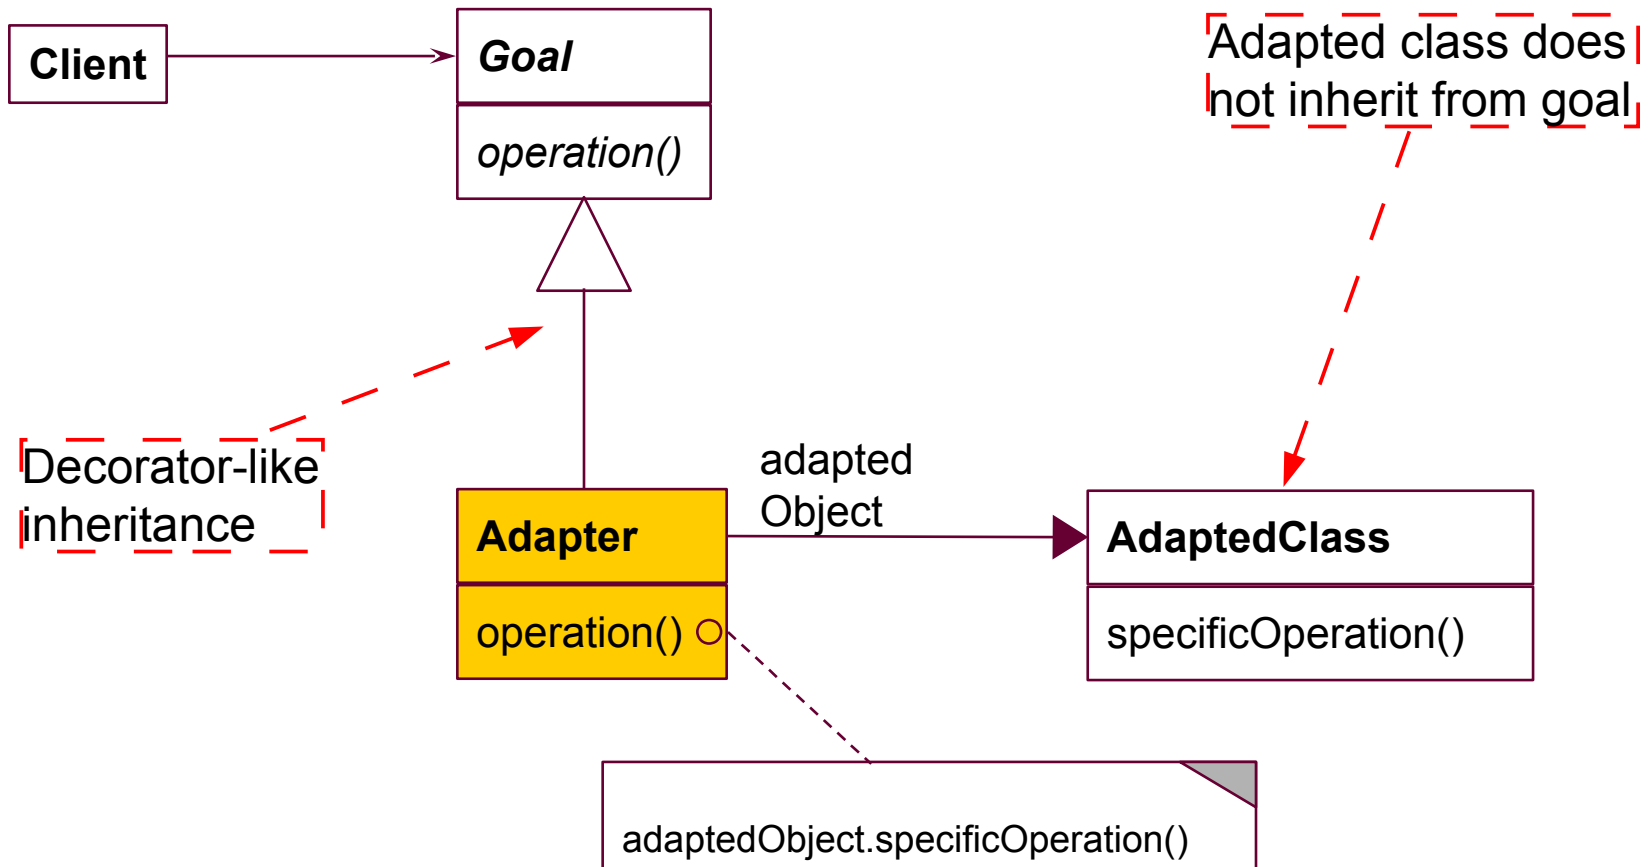 Client
Goal
operation()
Adapted class does
not inherit from goal
Decorator-like
inheritance
adapted
Object
Adapter
operation()
AdaptedClass
specificOperation()
adaptedObject.specificOperation()